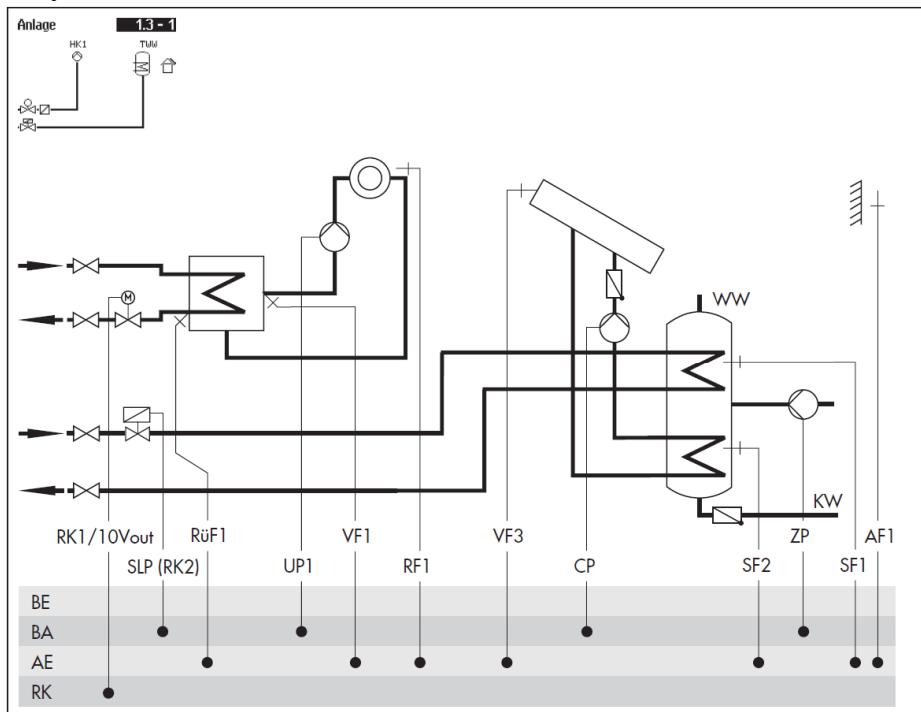 Anlage 1.3 - 1
HK1 TWW
M
WW
KW
RK1/10Vout RüF1 VF1 VF3 ZP AF1
SLP (RK2) UP1 RF1 CP SF2 SF1
BE
BA
AE
RK